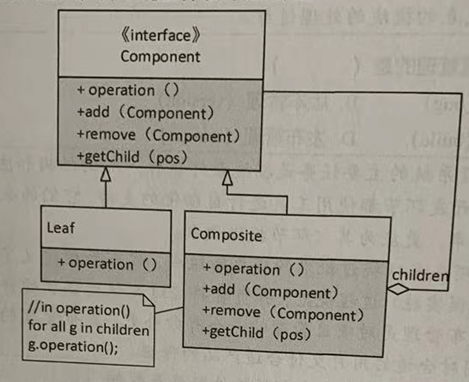 《interface》
Component
+ operation（）
+add（Component）
+remove（Component）
+getChild（pos）
Leaf
+ operation（）
Composite
+ operation（）
+add（Component）
+remove（Component）
+getChild（pos）
children
//in operation()
for all g in children
g.operation();